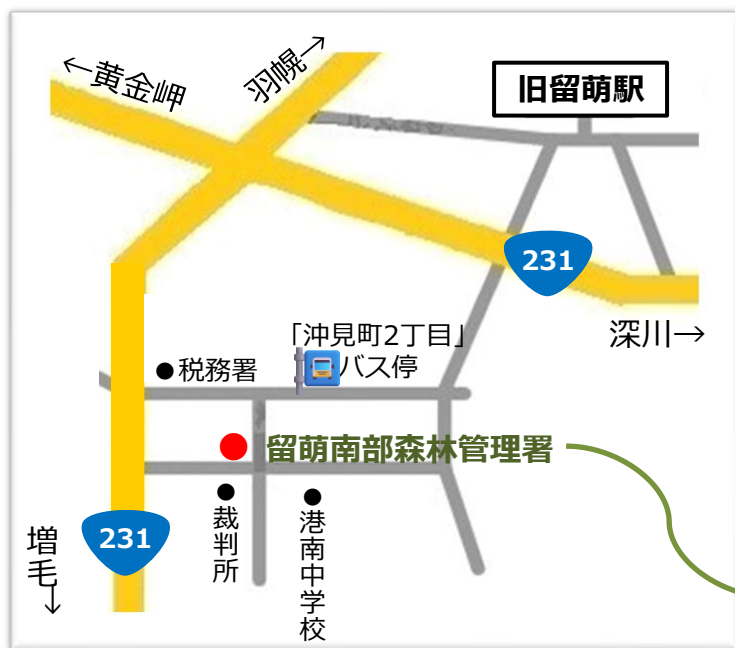 ←黄金岬
羽幌→
旧留萌駅
231
深川→
「沖見町2丁目」
バス停
●税務署
留萌南部森林管理署
●裁判所
●港南中学校
231
増毛→